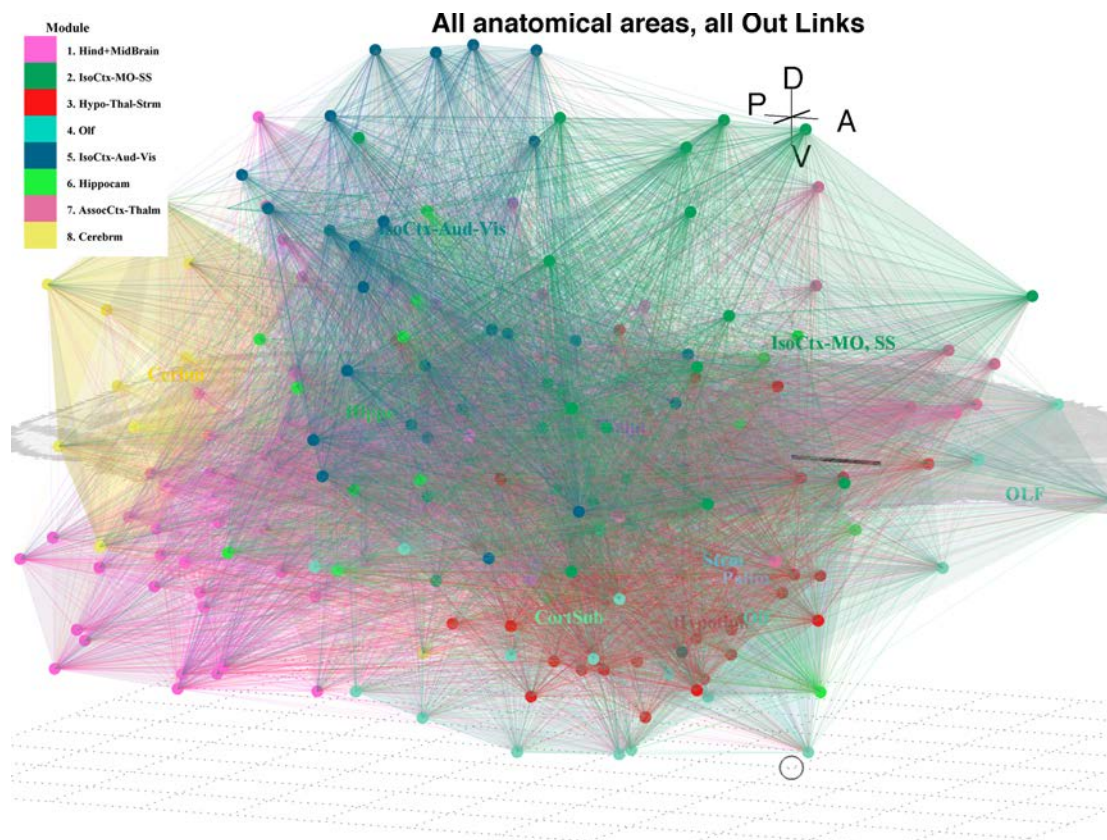 All anatomical areas, all Out Links
Module
1. Hind+MidBrain
2. IsoCtx-MO-SS
3. Hypo-Thal-Strm
4. Olf
5. IsoCtx-Aud-Vis
6. Hippocam
7. AssocCtx-Thalm
8. Cerebrm
D
P
A
V
IsoCtx-Aud-Vis
IsoCtx-MO, SS
OLF
CortSub